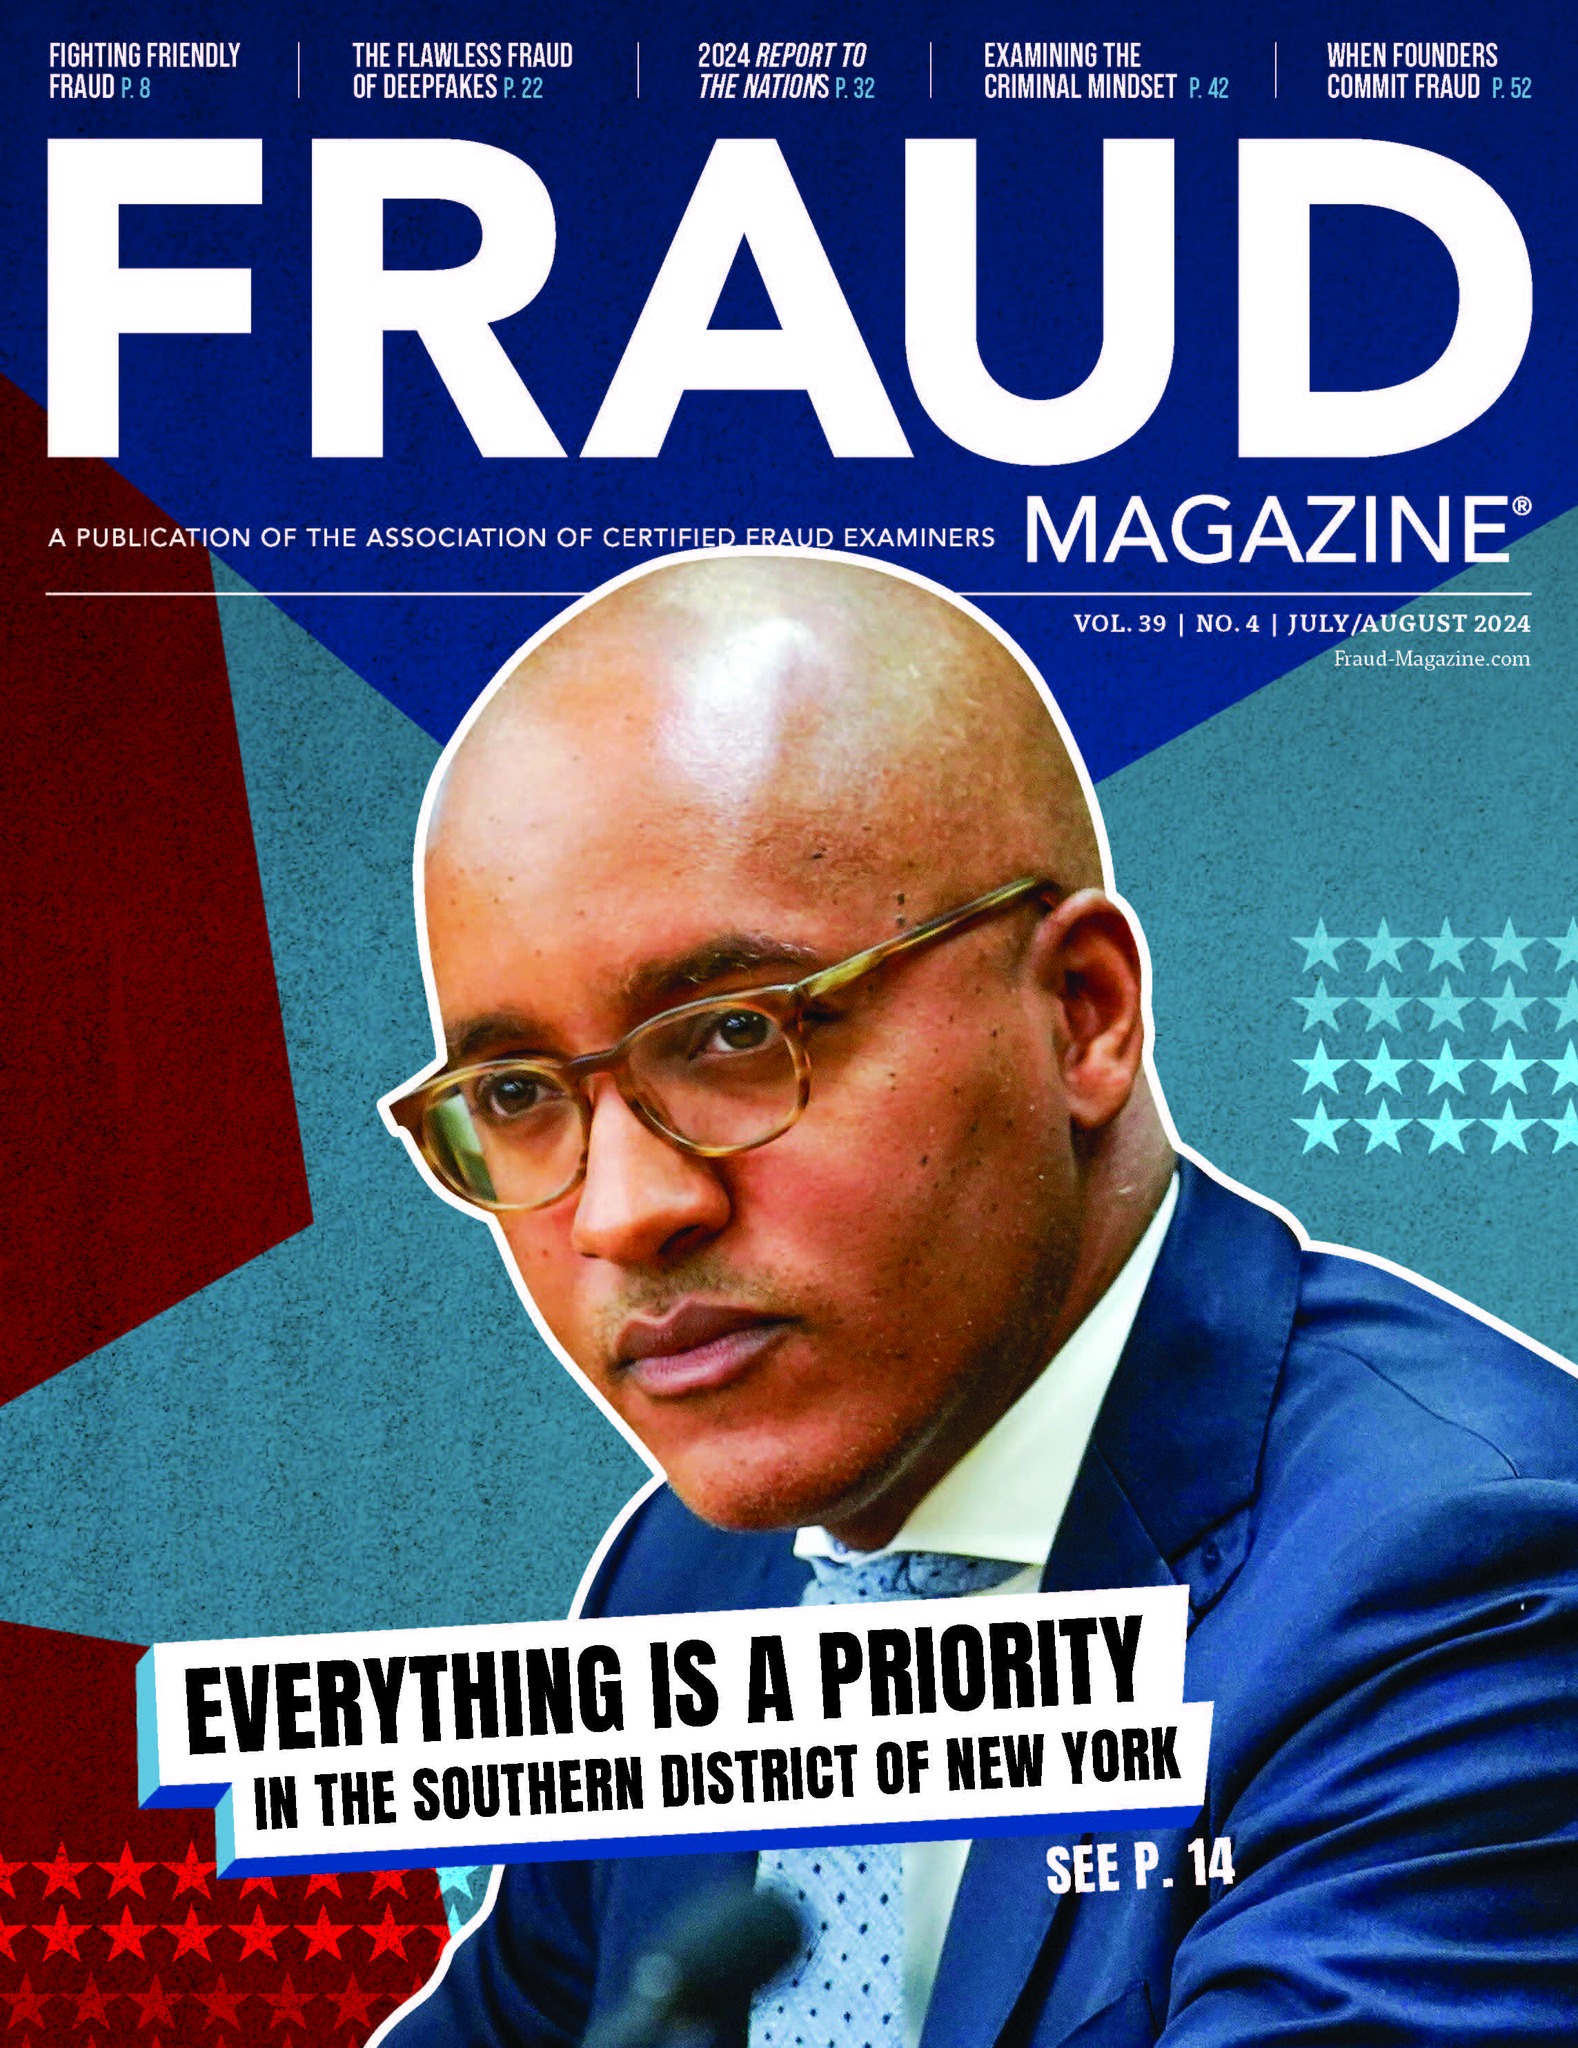 FIGHTING FRIENDLY
FRAUD P. 8
THE FLAWLESS FRAUD
OF DEEPFAKES P. 22
2024 REPORT TO
THE NATIONS P. 32
EXAMINING THE
CRIMINAL MINDSET P. 42
WHEN FOUNDERS
COMMIT FRAUD P. 52
FRAUD
MAGAZINE®
A PUBLICATION OF THE ASSOCIATION OF CERTIFIED FRAUD EXAMINERS
VOL. 39 | NO. 4 | JULY/AUGUST 2024
Fraud-Magazine.com
EVERYTHING IS A PRIORITY
IN THE SOUTHERN DISTRICT OF NEW YORK
SEE P. 14